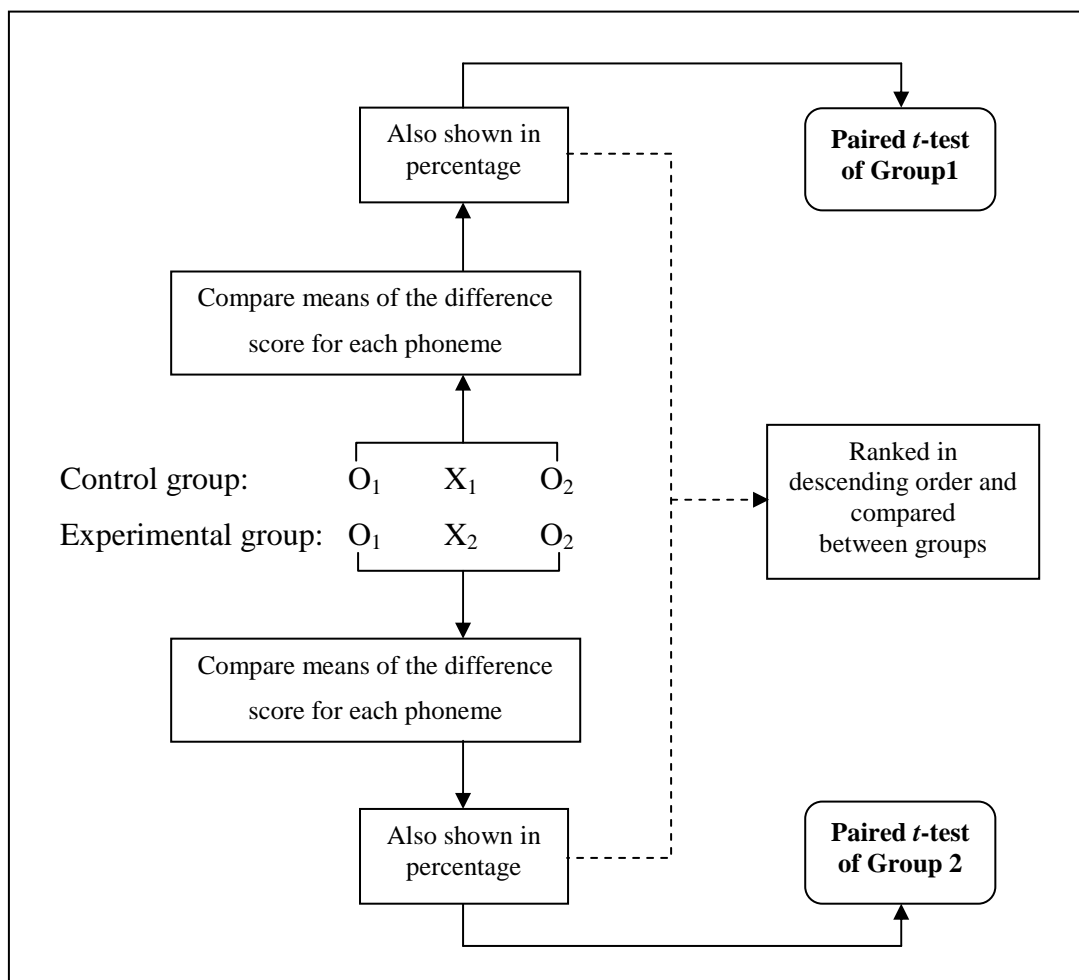 Also shown in
percentage
Paired t-test
of Group1
Compare means of the difference
score for each phoneme
Control group: O₁ X₁ O₂
Experimental group: O₁ X₂ O₂
Ranked in
descending order and
compared
between groups
Compare means of the difference
score for each phoneme
Also shown in
percentage
Paired t-test
of Group 2